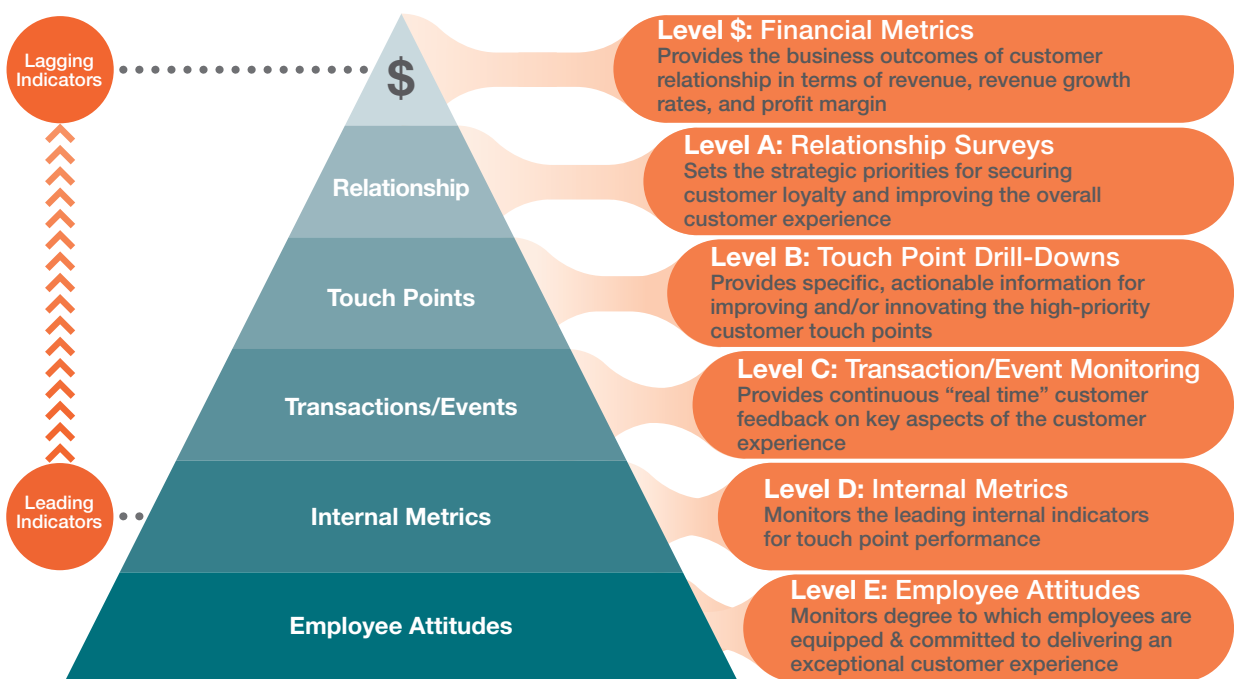 Lagging
Indicators
$
Level $: Financial Metrics
Provides the business outcomes of customer
relationship in terms of revenue, revenue growth
rates, and profit margin
Relationship
Level A: Relationship Surveys
Sets the strategic priorities for securing
customer loyalty and improving the overall
customer experience
Touch Points
Level B: Touch Point Drill-Downs
Provides specific, actionable information for
improving and/or innovating the high-priority
customer touch points
Transactions/Events
Level C: Transaction/Event Monitoring
Provides continuous “real time” customer
feedback on key aspects of the customer
experience
Leading
Indicators
Internal Metrics
Level D: Internal Metrics
Monitors the leading internal indicators
for touch point performance
Employee Attitudes
Level E: Employee Attitudes
Monitors degree to which employees are
equipped & committed to delivering an
exceptional customer experience